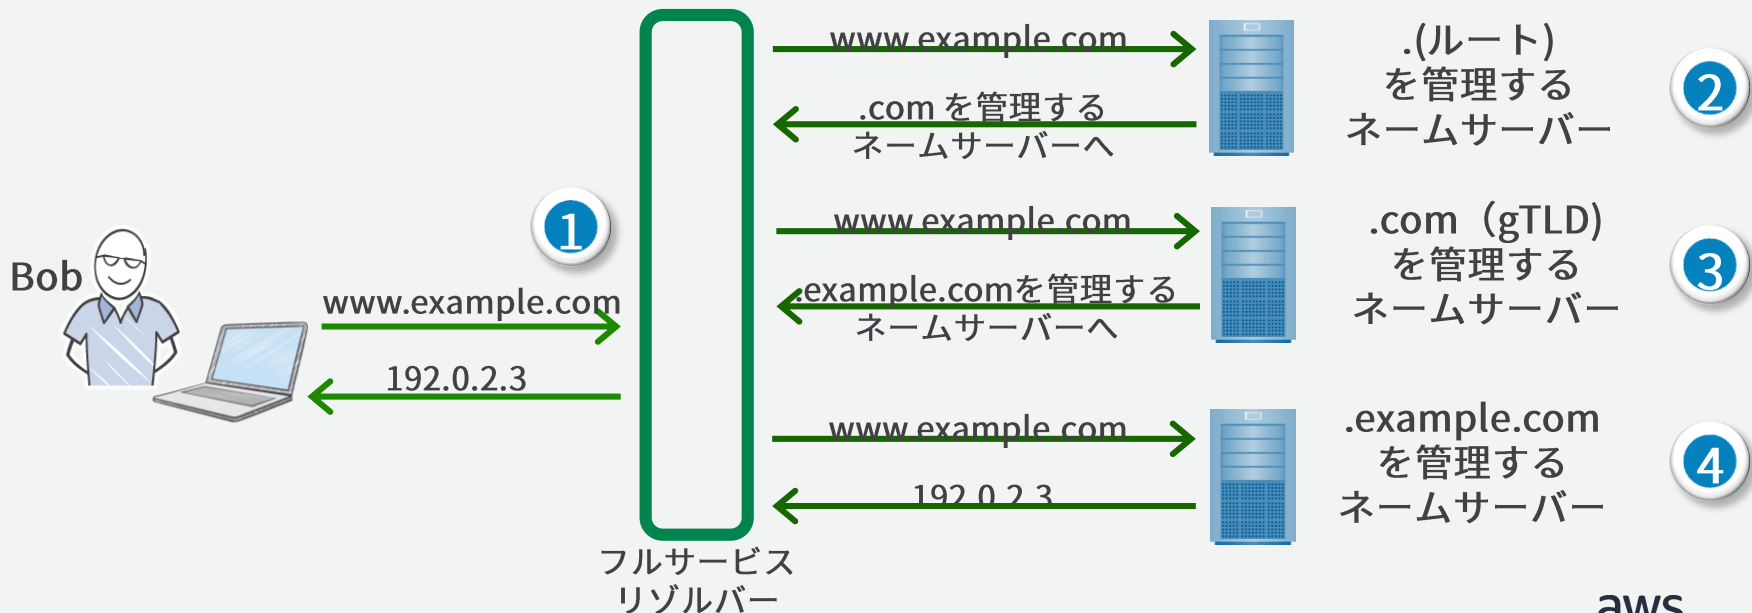 Bob
www.example.com
192.0.2.3
1
フルサービス
リゾルバー
www.example.com
.com を管理する
ネームサーバーへ
.(ルート)
を管理する
ネームサーバー
2
www.example.com
.example.comを管理する
ネームサーバーへ
.com（gTLD)
を管理する
ネームサーバー
3
www.example.com
192.0.2.3
.example.com
を管理する
ネームサーバー
4
aws